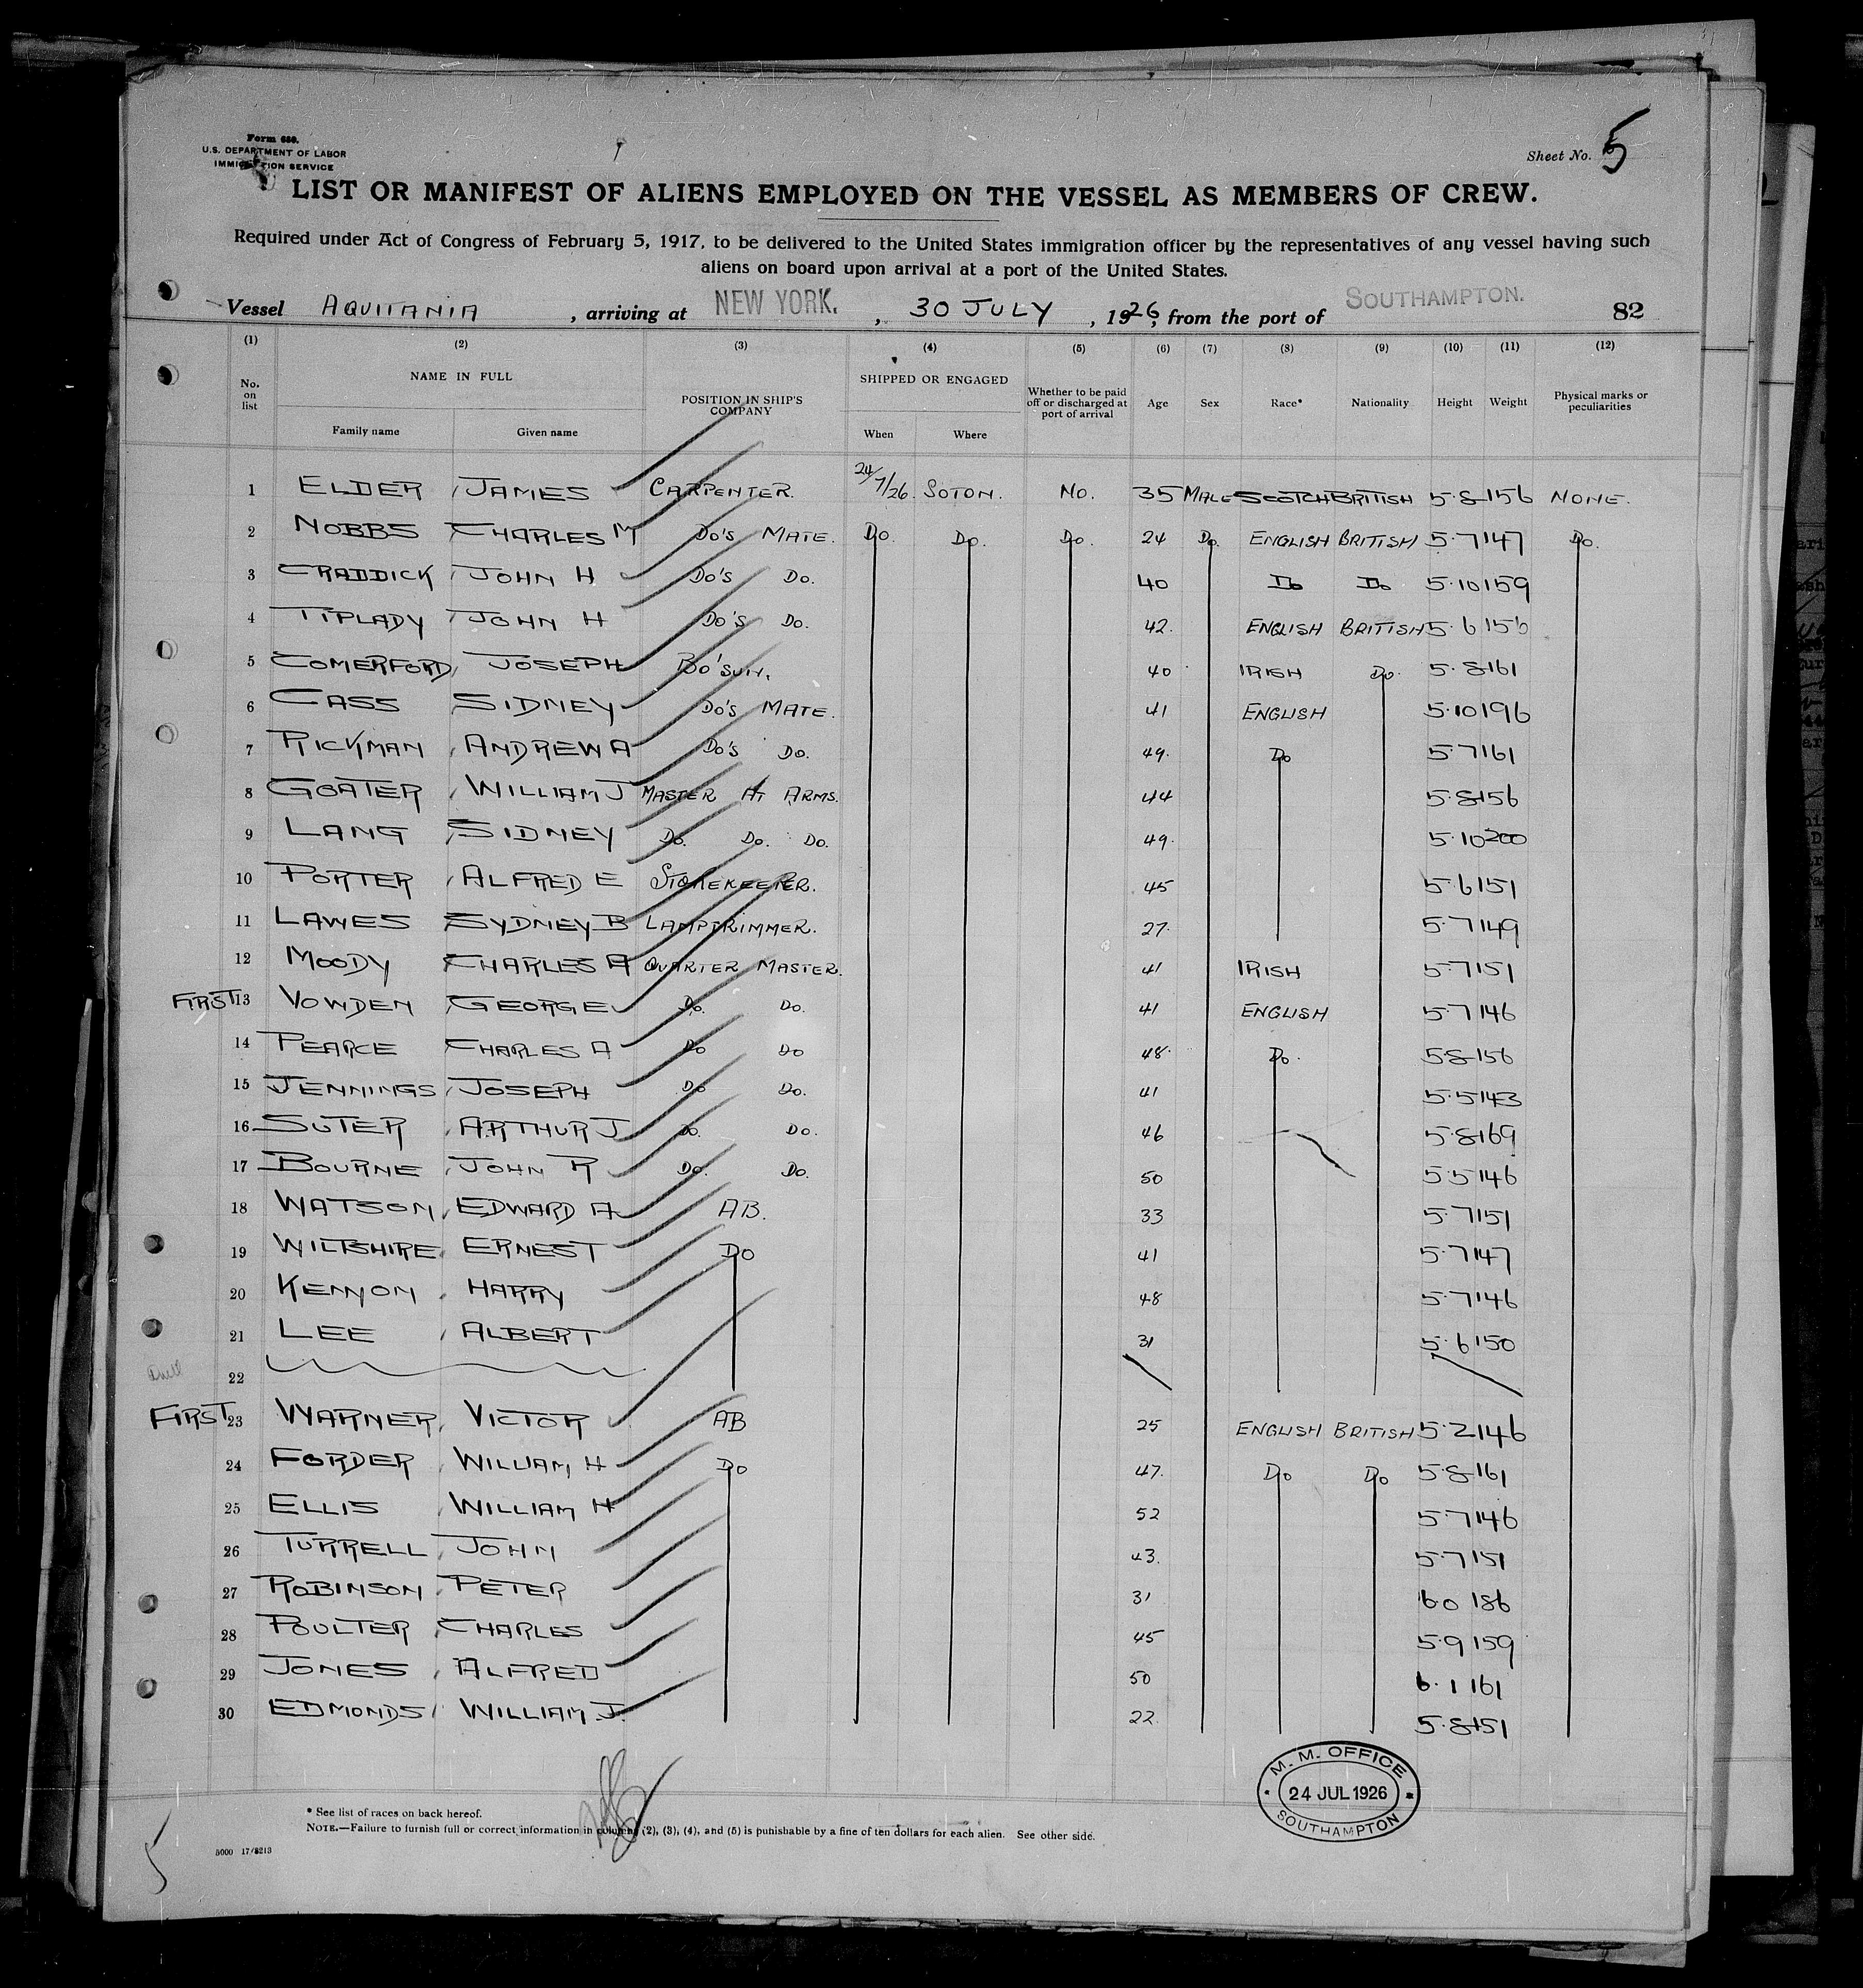 Form 680.
U. S. DEPARTMENT OF LABOR
IMMIGRATION SERVICE
Sheet No. 5
LIST OR MANIFEST OF ALIENS EMPLOYED ON THE VESSEL AS MEMBERS OF CREW.
Required under Act of Congress of February 5, 1917, to be delivered to the United States immigration officer by the representatives of any vessel having such
aliens on board upon arrival at a port of the United States.
Vessel AQUITANIA, arriving at NEW YORK., 30 JULY, 1926, from the port of SOUTHAMPTON. 82
(1) (2) (3) (4) (5) (6) (7) (8) (9) (10) (11) (12)
No. on list NAME IN FULL POSITION IN SHIP'S COMPANY SHIPPED OR ENGAGED Whether to be paid off or discharged at port of arrival Age Sex Race* Nationality Height Weight Physical marks or peculiarities
Family name Given name When Where
1 ELDER JAMES CARPENTER. 24/7/26. SOTON. NO. 35 MALE SCOTCH BRITISH 5·8 156 NONE.
2 NOBBS CHARLES M DO'S MATE. DO. DO. DO. 24 DO. ENGLISH BRITISH 5·7 147 DO.
3 CRADDICK JOHN H DO'S DO. 40 DO DO 5·10 159
4 TIPLADY JOHN H DO'S DO. 42. ENGLISH BRITISH 5·6 156
5 COMERFORD JOSEPH BO'SUN. 40 IRISH DO. 5·8 161
6 CASS SIDNEY DO'S MATE. 41 ENGLISH 5·10 196
7 RICKMAN ANDREW A DO'S DO. 49. DO 5·7 161
8 GOATER WILLIAM J MASTER AT ARMS. 44 5·8 156
9 LANG SIDNEY DO. DO. DO. 49. 5·10 200
10 PORTER ALFRED E STOREKEEPER. 45 5·6 151
11 LAWES SYDNEY B LAMPTRIMMER. 27. 5·7 149
12 MOODY CHARLES A QUARTER MASTER. 41 IRISH 5·7 151
FIRST 13 VOWDEN GEORGE DO. DO. 41 ENGLISH 5·7 146
14 PEARCE CHARLES A DO DO 48. DO. 5·8 156
15 JENNINGS JOSEPH DO DO. 41 5·5 143
16 SUTER ARTHUR J DO. DO. 46 5·8 169
17 BOURNE JOHN R DO. DO. 50 5·5 146
18 WATSON EDWARD A AB. 33 5·7 151
19 WILTSHIRE ERNEST DO 41 5·7 147
20 KENYON HARRY 48 5·7 146
21 LEE ALBERT 31 5·6 150
22
FIRST 23 WARNER VICTOR AB 25 ENGLISH BRITISH 5·2 146
24 FORDER WILLIAM H DO 47. DO DO 5·8 161
25 ELLIS WILLIAM H 52 5·7 146
26 TURRELL JOHN 43. 5·7 151
27 ROBINSON PETER 31 6·0 186
28 POULTER CHARLES 45 5·9 159
29 JONES ALFRED 50 6·1 161
30 EDMONDS WILLIAM J. 22. 5·8 151
M. M. OFFICE
24 JUL 1926
SOUTHAMPTON
* See list of races on back hereof.
NOTE.—Failure to furnish full or correct information in columns (2), (3), (4), and (5) is punishable by a fine of ten dollars for each alien. See other side.
5000 17/8213
5